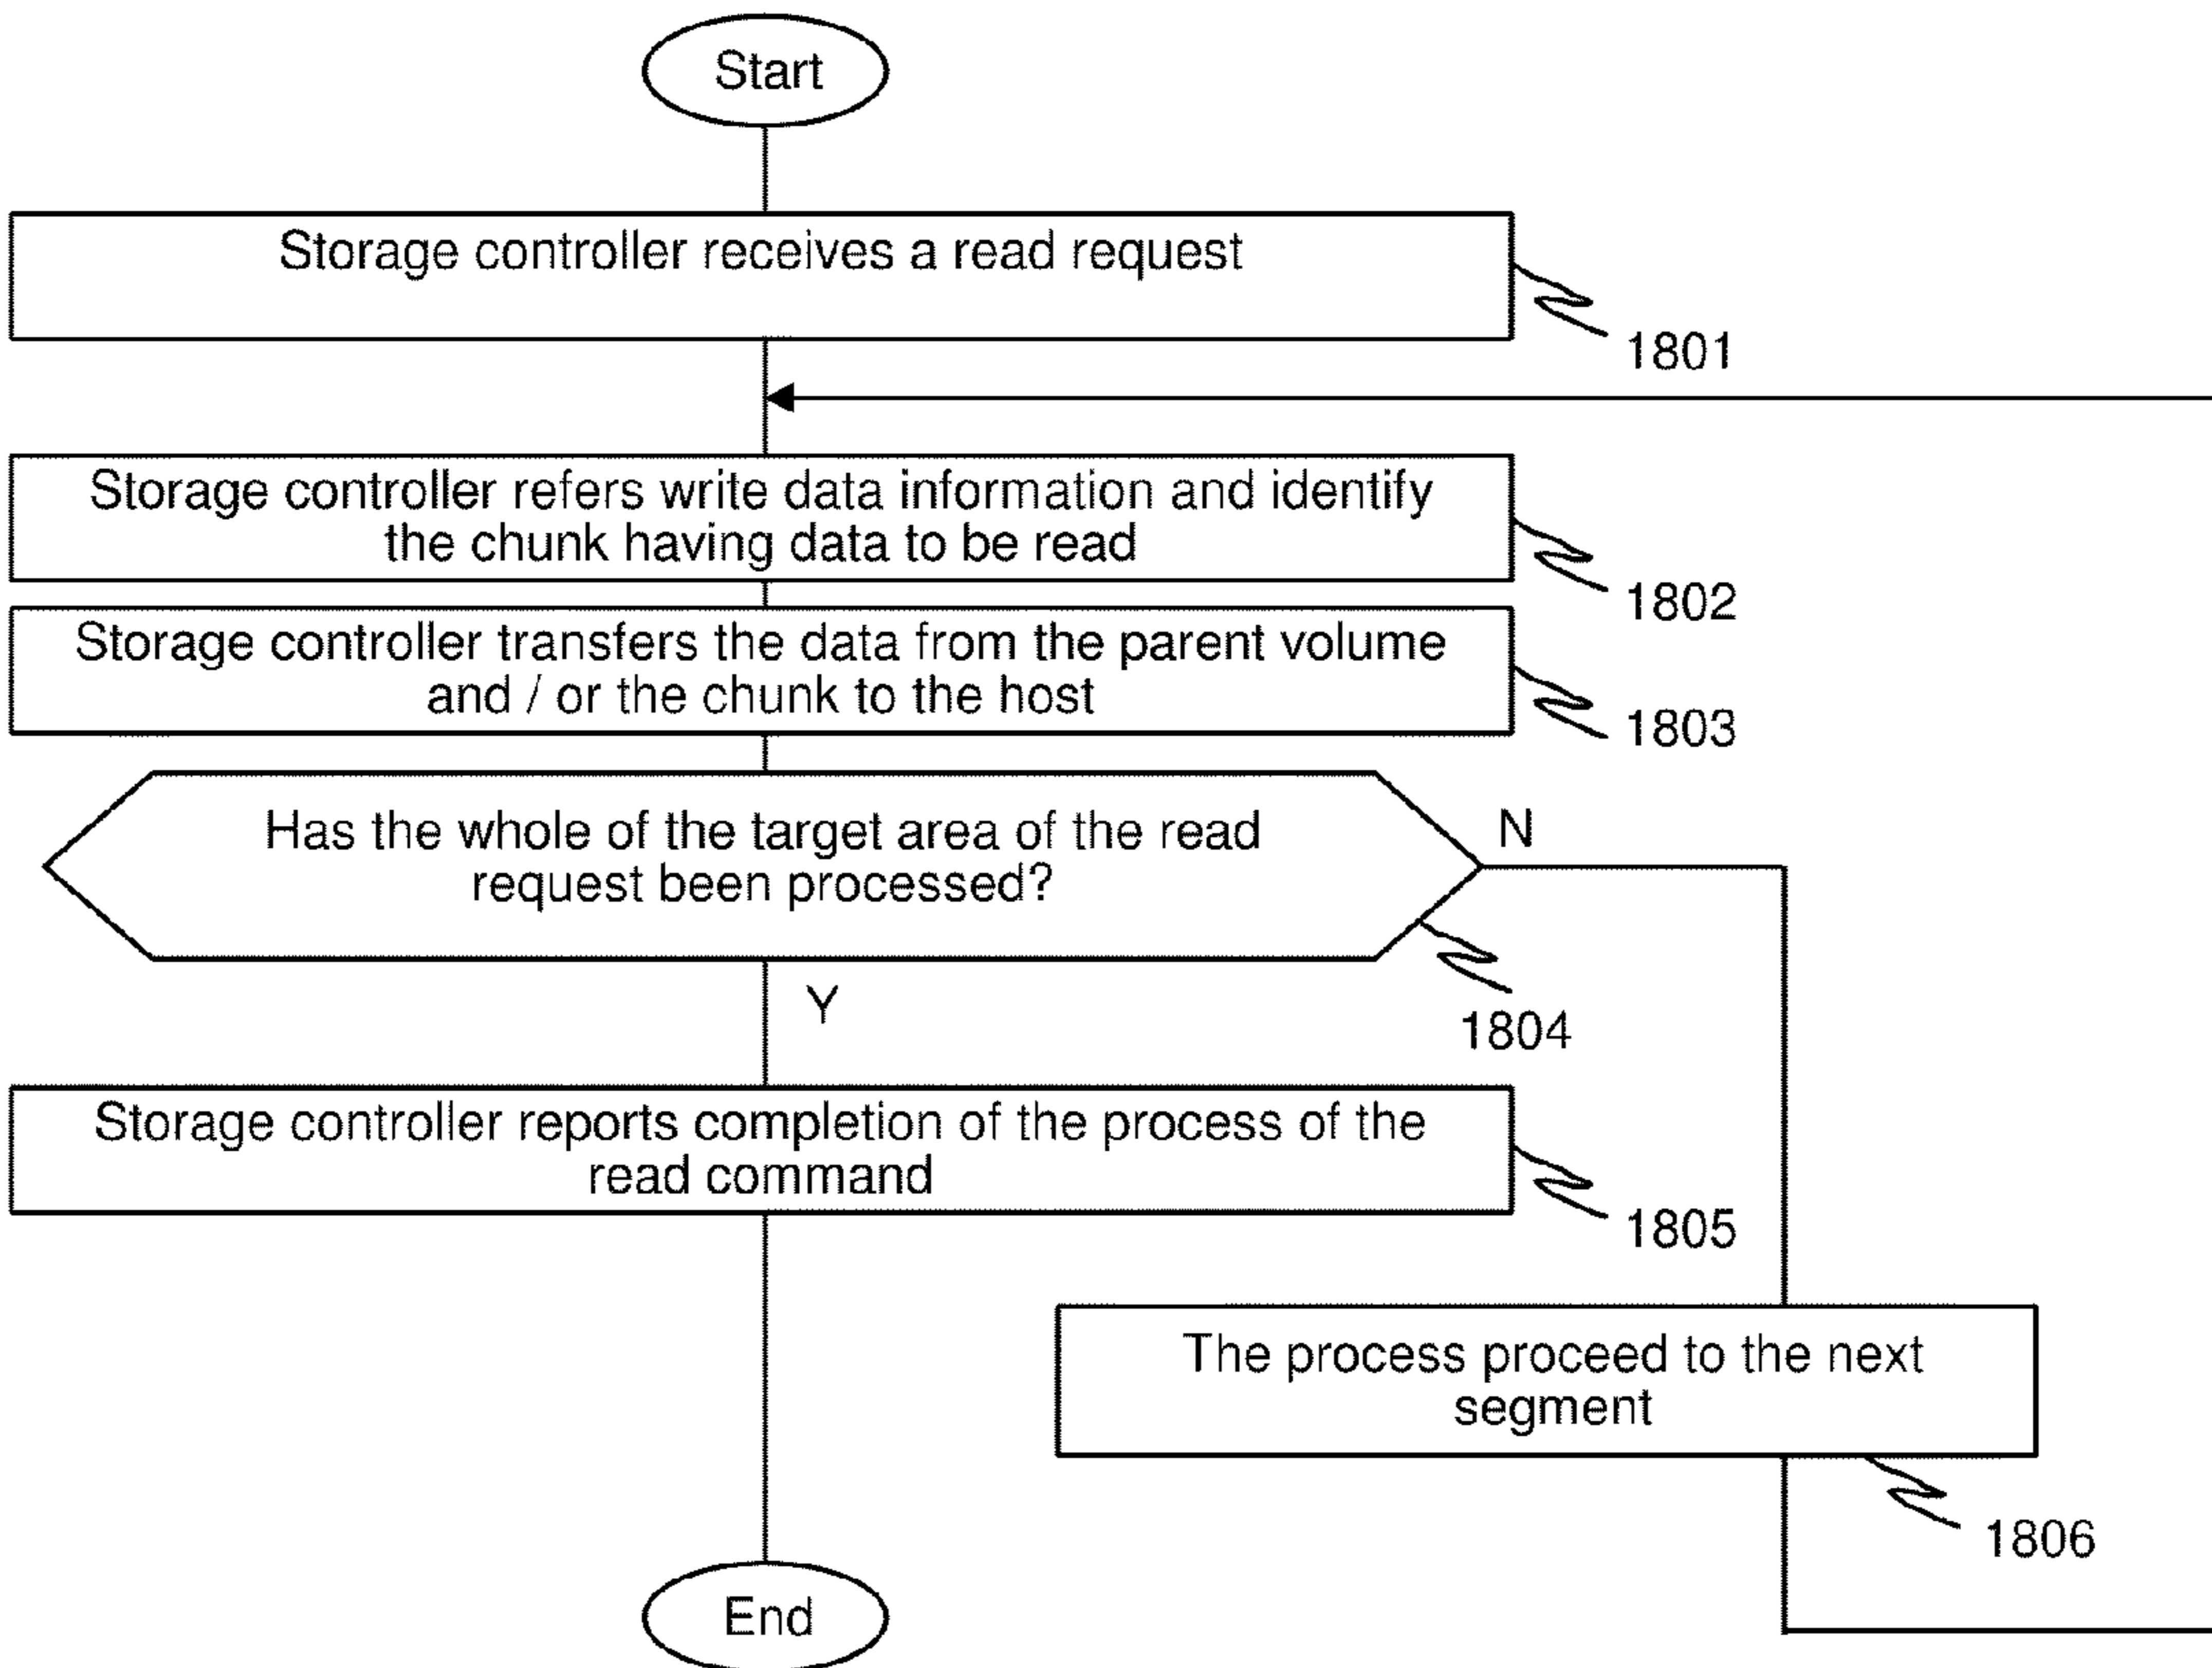 Start
Storage controller receives a read request
1801
Storage controller refers write data information and identify
the chunk having data to be read
1802
Storage controller transfers the data from the parent volume
and / or the chunk to the host
1803
Has the whole of the target area of the read
request been processed?
N
1804
Y
Storage controller reports completion of the process of the
read command
1805
The process proceed to the next
segment
1806
End